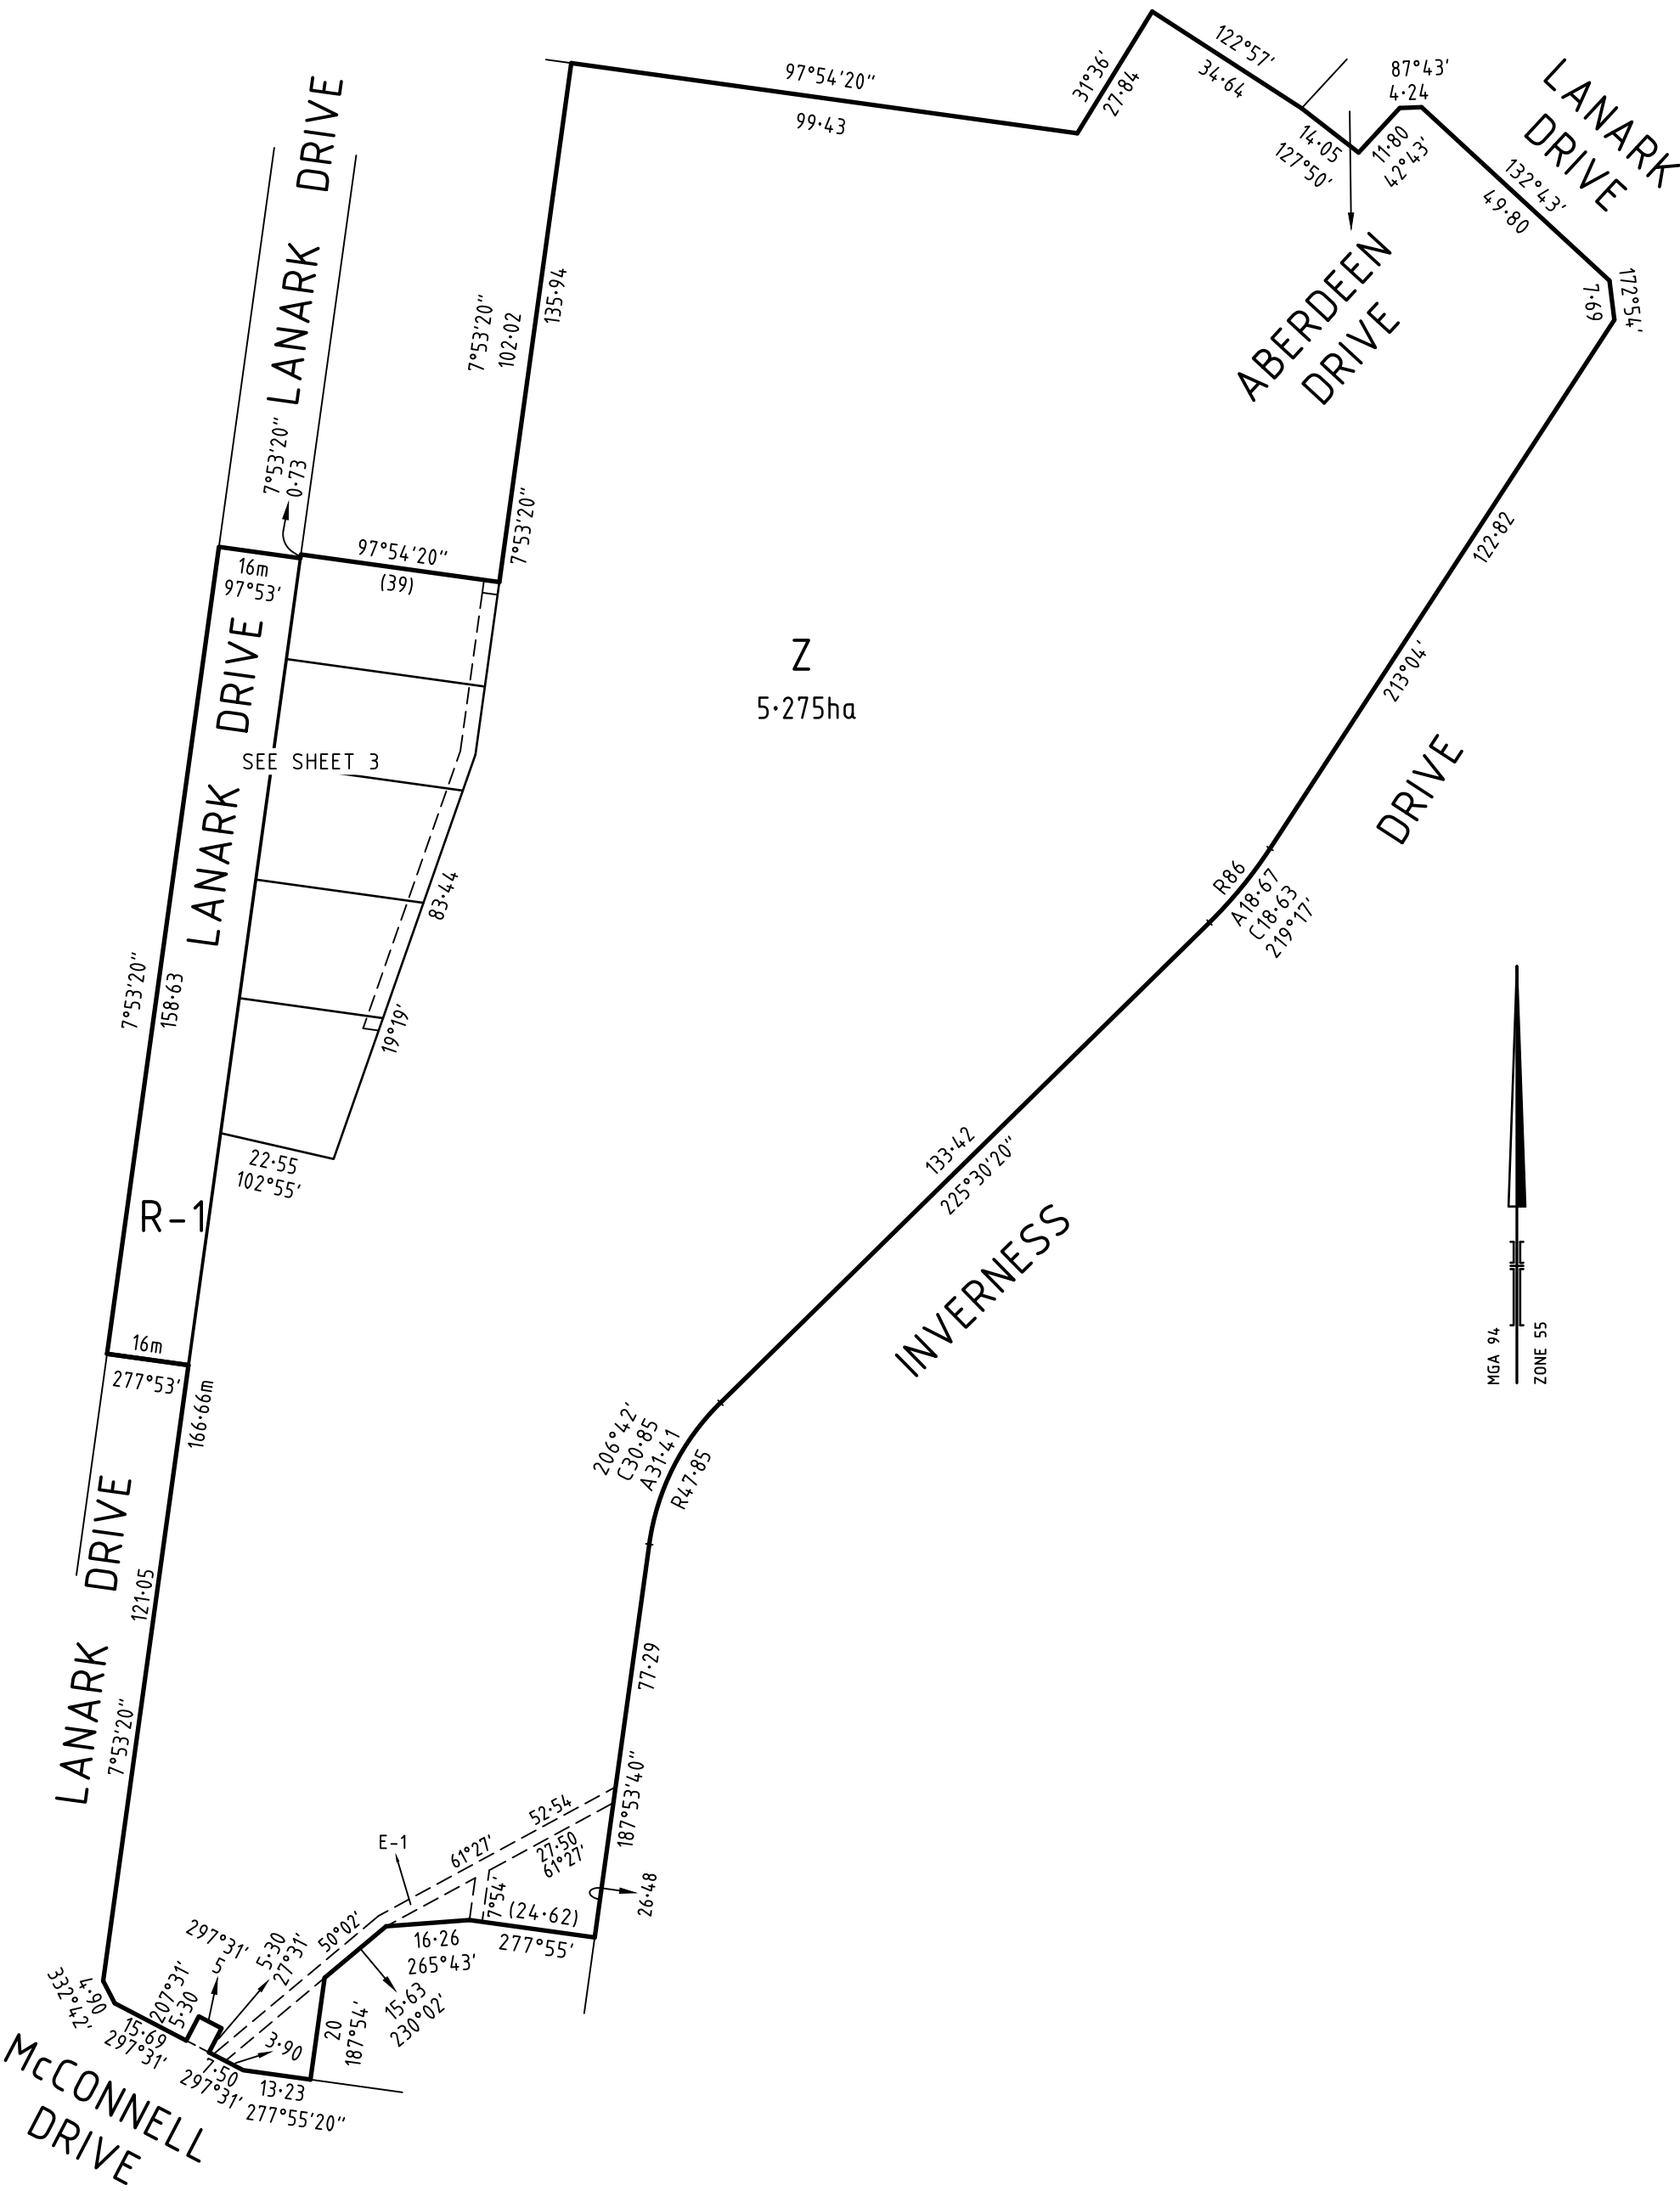 122°57'
34·64
87°43'
4·24
LANARK
DRIVE
97°54'20"
99·43
31°36'
27·84
14·05
127°50'
11·80
42°43'
132°43'
49·80
172°54'
7·69
ABERDEEN
DRIVE
LANARK DRIVE
7°53'20"
102·02
135·94
7°53'20"
7°53'20"
0·73
97°54'20"
(39)
16m
97°53'
122·82
213°04'
Z
5·275ha
LANARK DRIVE
SEE SHEET 3
DRIVE
R86
A18·67
C18·63
219°17'
83·44
19°19'
7°53'20"
158·63
133·42
225°30'20"
22·55
102°55'
R-1
INVERNESS
MGA 94
ZONE 55
16m
277°53'
166·66m
206°42'
C30·85
A31·41
R47·85
LANARK DRIVE
121·05
7°53'20"
77·29
187°53'40"
52·54
61°27'
27·50
61°27'
E-1
7°54'
(24·62)
277°55'
26·48
50°02'
16·26
265°43'
15·63
230°02'
297°31'
5
5·30
27°31'
207°31'
5·30
4·90
332°42'
15·69
297°31'
20
187°54'
3·90
7·50
297°31'
13·23
277°55'20"
McCONNELL
DRIVE